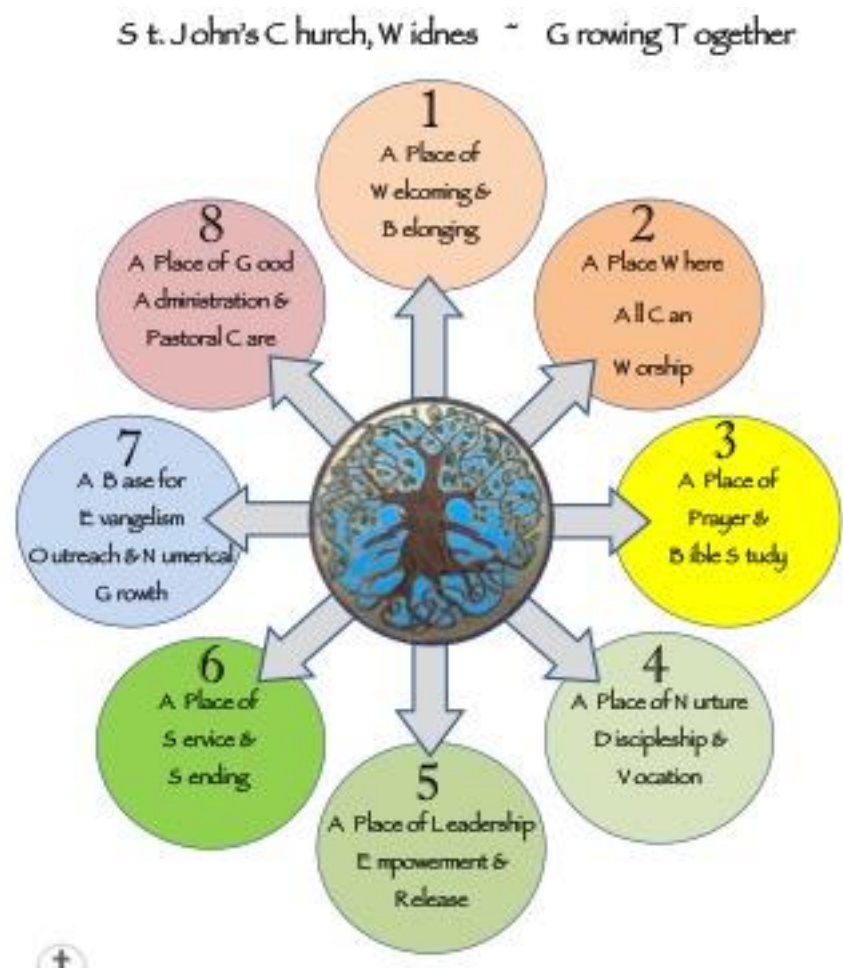 St. John's Church, Widnes ~ Growing Together
1
A Place of
Welcoming &
Belonging
2
A Place Where
All Can
Worship
3
A Place of
Prayer &
Bible Study
4
A Place of Nurture
Discipleship &
Vocation
5
A Place of Leadership
Empowerment &
Release
6
A Place of
Service &
Sending
7
A Base for
Evangelism
Outreach & Numerical
Growth
8
A Place of Good
Administration &
Pastoral Care